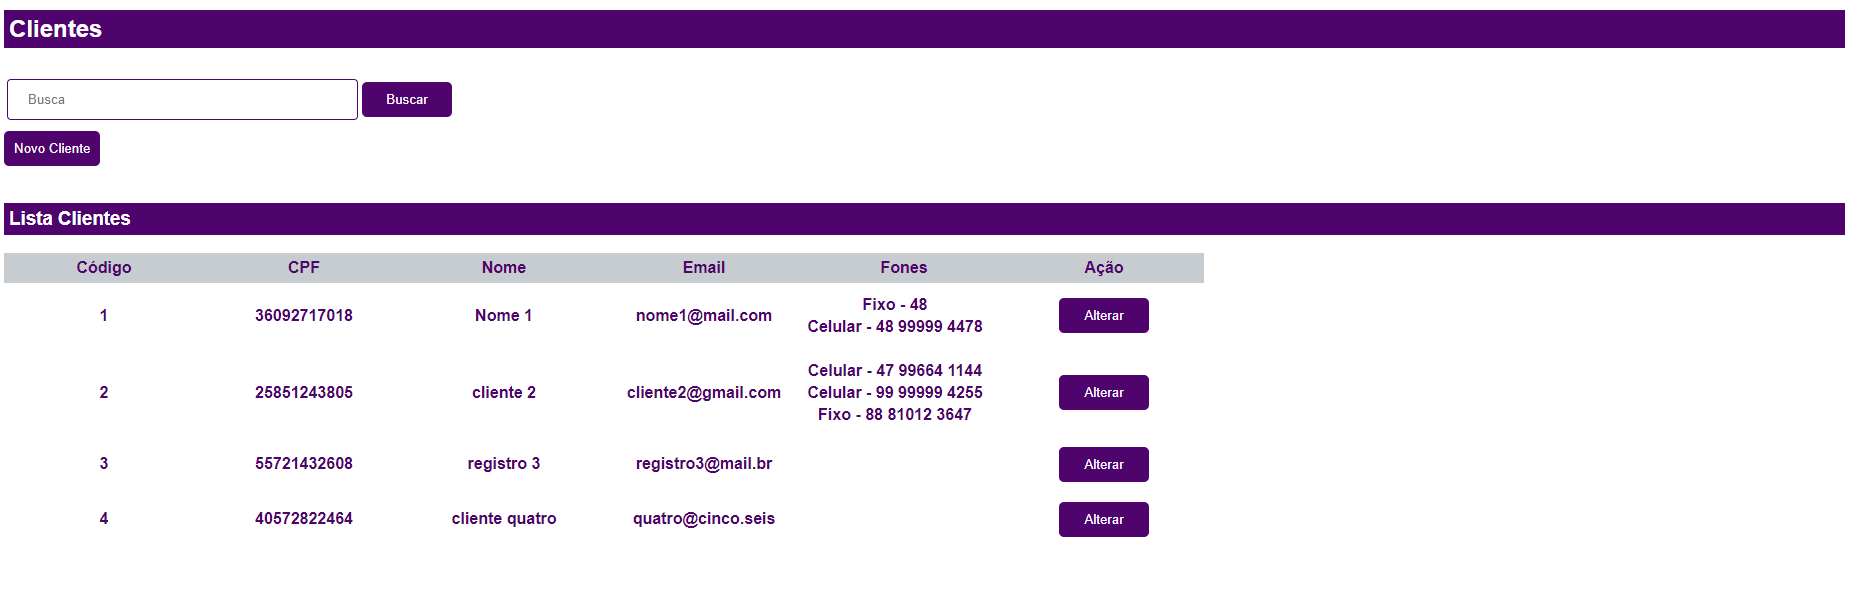 Clientes
Busca Buscar
Novo Cliente
Lista Clientes
Código CPF Nome Email Fones Ação
1 36092717018 Nome 1 nome1@mail.com Fixo - 48 Alterar
Celular - 48 99999 4478
Celular - 47 99664 1144
2 25851243805 cliente 2 cliente2@gmail.com Celular - 99 99999 4255 Alterar
Fixo - 88 81012 3647
3 55721432608 registro 3 registro3@mail.br Alterar
4 40572822464 cliente quatro quatro@cinco.seis Alterar